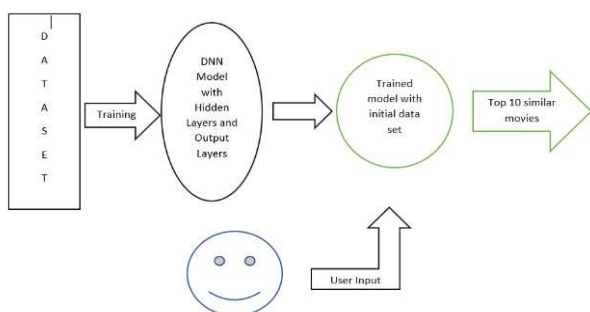 D
A
T
A
S
E
T
Training
DNN
Model
with
Hidden
Layers and
Output
Layers
Trained
model with
initial data
set
Top 10 similar
movies
User Input